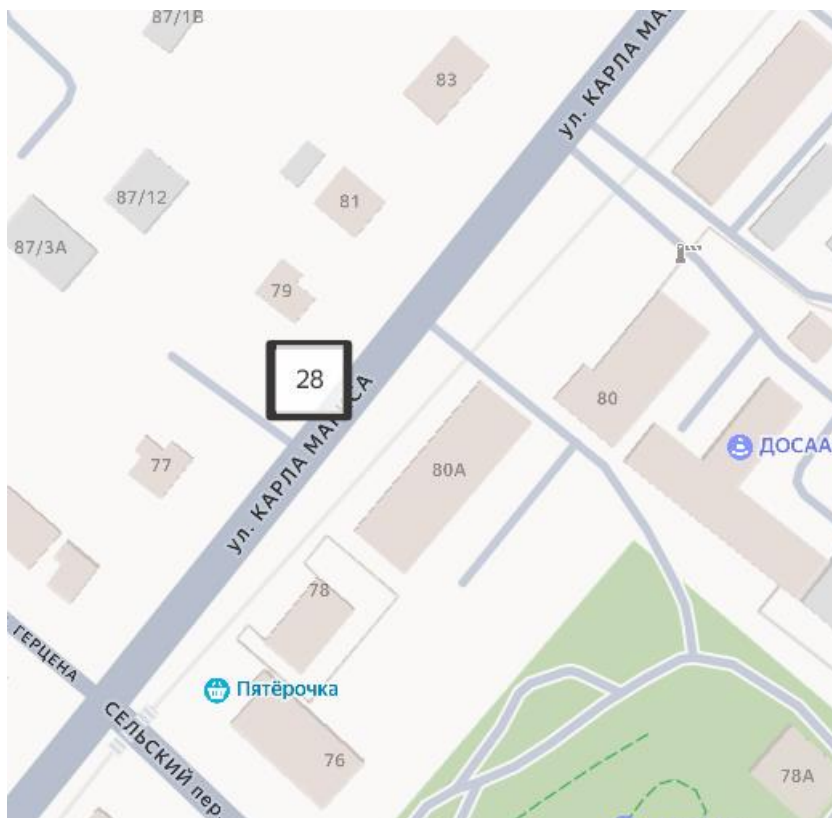 87/1В
83
ул. КАРЛА МА
87/12
81
87/3А
79
28
80
ул. КАРЛА МАРКСА
ДОСАА
77
80А
78
ГЕРЦЕНА
Пятёрочка
СЕЛЬСКИЙ пер.
76
78А